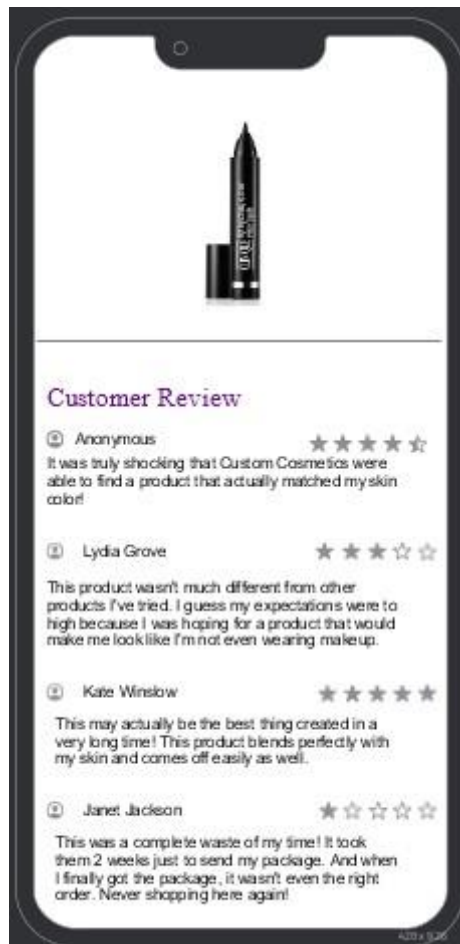 Customer Review
Anonymous
It was truly shocking that Custom Cosmetics were
able to find a product that actually matched my skin
color!
Lydia Grove
This product wasn't much different from other
products I've tried. I guess my expectations were to
high because I was hoping for a product that would
make me look like I'm not even wearing makeup.
Kate Winslow
This may actually be the best thing created in a
very long time! This product blends perfectly with
my skin and comes off easily as well.
Janet Jackson
This was a complete waste of my time! It took
them 2 weeks just to send my package. And when
I finally got the package, it wasn't even the right
order. Never shopping here again!